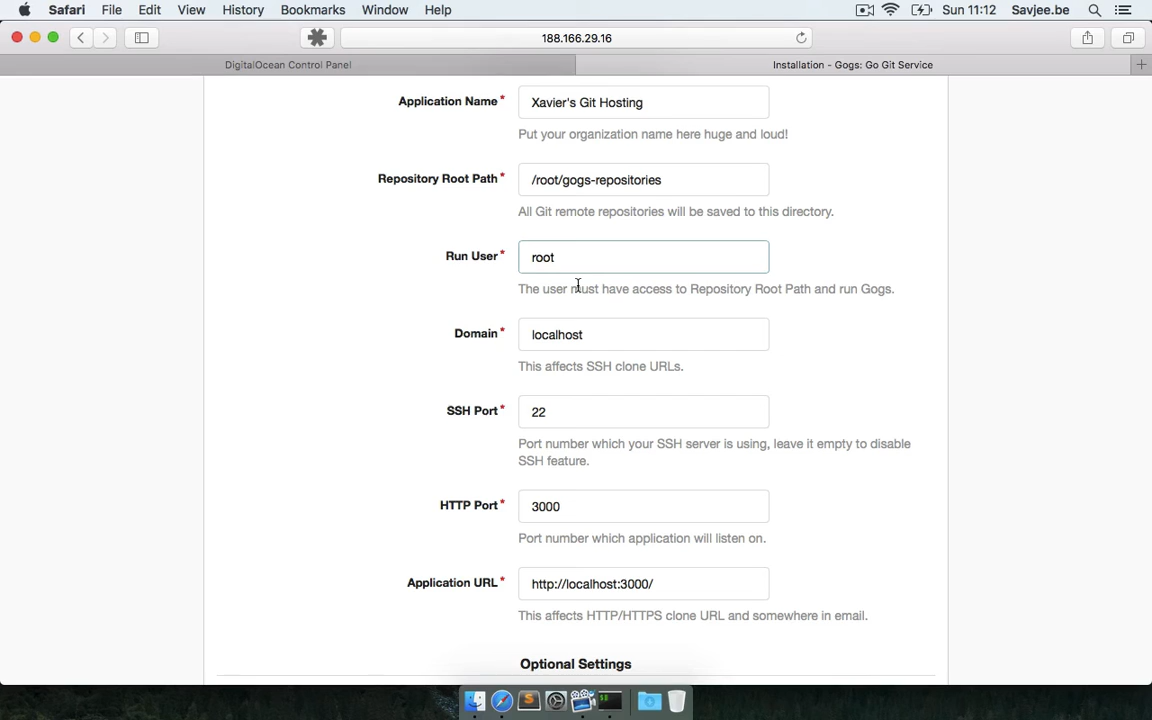 Safari File Edit View History Bookmarks Window Help Sun 11:12 Savjee.be
188.166.29.16
DigitalOcean Control Panel Installation - Gogs: Go Git Service
Application Name* Xavier's Git Hosting
Put your organization name here huge and loud!
Repository Root Path* /root/gogs-repositories
All Git remote repositories will be saved to this directory.
Run User* root
The user must have access to Repository Root Path and run Gogs.
Domain* localhost
This affects SSH clone URLs.
SSH Port* 22
Port number which your SSH server is using, leave it empty to disable
SSH feature.
HTTP Port* 3000
Port number which application will listen on.
Application URL* http://localhost:3000/
This affects HTTP/HTTPS clone URL and somewhere in email.
Optional Settings